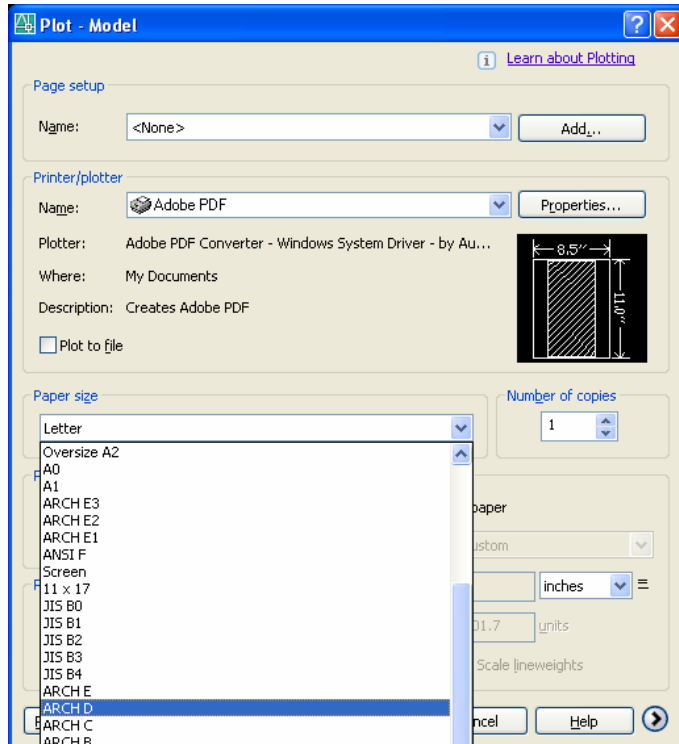 Plot - Model
Learn about Plotting
Page setup
Name:
<None>
Add...
Printer/plotter
Name:
Adobe PDF
Properties...
Plotter:
Adobe PDF Converter - Windows System Driver - by Au...
Where:
My Documents
Description:
Creates Adobe PDF
Plot to file
8.5"
11.0"
Paper size
Letter
Number of copies
1
Oversize A2
A0
A1
ARCH E3
ARCH E2
ARCH E1
ANSI F
Screen
11 x 17
JIS B0
JIS B1
JIS B2
JIS B3
JIS B4
ARCH E
ARCH D
ARCH C
ARCH B
paper
inches
=
units
Scale lineweights
Help